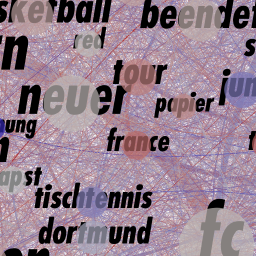 sketball
beendet
red
tour
neuer
jun
papier
ung
france
apst
tischtennis
dortmund
fc